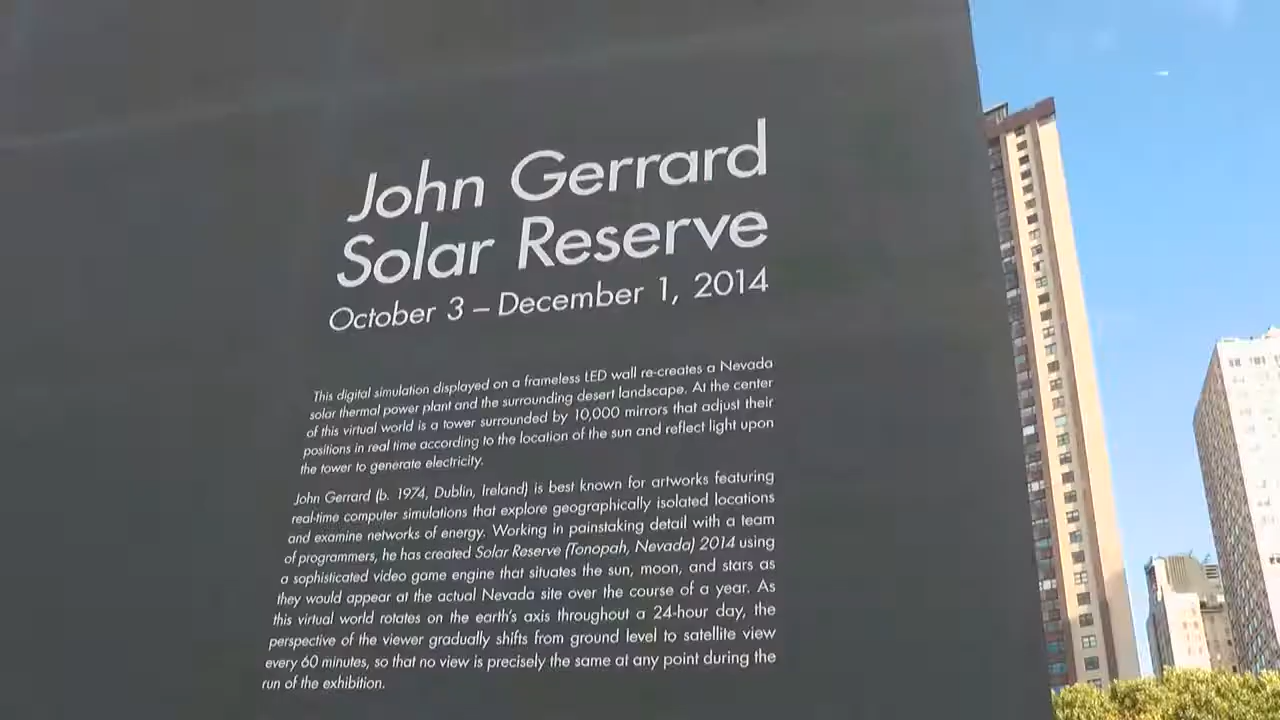 John Gerrard
Solar Reserve
October 3 – December 1, 2014
This digital simulation displayed on a frameless LED wall re-creates a Nevada
solar thermal power plant and the surrounding desert landscape. At the center
of this virtual world is a tower surrounded by 10,000 mirrors that adjust their
positions in real time according to the location of the sun and reflect light upon
the tower to generate electricity.
John Gerrard (b. 1974, Dublin, Ireland) is best known for artworks featuring
real-time computer simulations that explore geographically isolated locations
and examine networks of energy. Working in painstaking detail with a team
of programmers, he has created Solar Reserve (Tonopah, Nevada) 2014 using
a sophisticated video game engine that situates the sun, moon, and stars as
they would appear at the actual Nevada site over the course of a year. As
this virtual world rotates on the earth's axis throughout a 24-hour day, the
perspective of the viewer gradually shifts from ground level to satellite view
every 60 minutes, so that no view is precisely the same at any point during the
run of the exhibition.